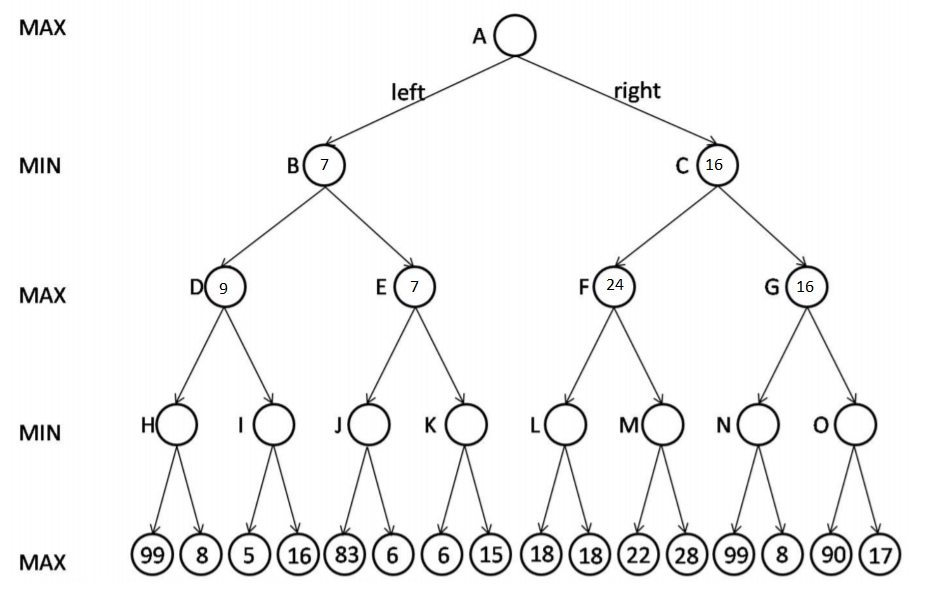 MAX
A
left
right
MIN
B 7
C 16
MAX
D 9
E 7
F 24
G 16
MIN
H
I
J
K
L
M
N
O
MAX
99 8 5 16 83 6 6 15 18 18 22 28 99 8 90 17